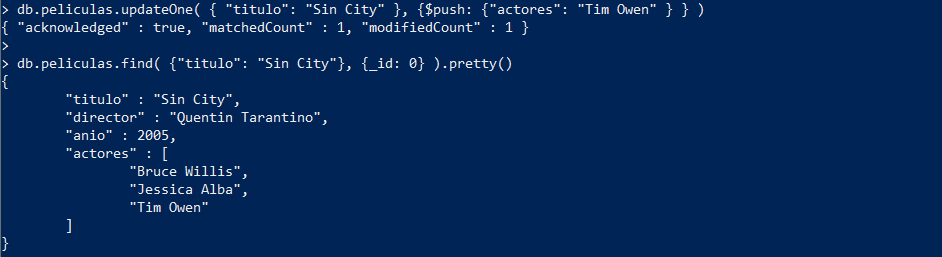 > db.peliculas.updateOne( { "titulo": "Sin City" }, {$push: {"actores": "Tim Owen" } } )
{ "acknowledged" : true, "matchedCount" : 1, "modifiedCount" : 1 }
>
> db.peliculas.find( {"titulo": "Sin City"}, {_id: 0} ).pretty()
{
        "titulo" : "Sin City",
        "director" : "Quentin Tarantino",
        "anio" : 2005,
        "actores" : [
                "Bruce Willis",
                "Jessica Alba",
                "Tim Owen"
        ]
}